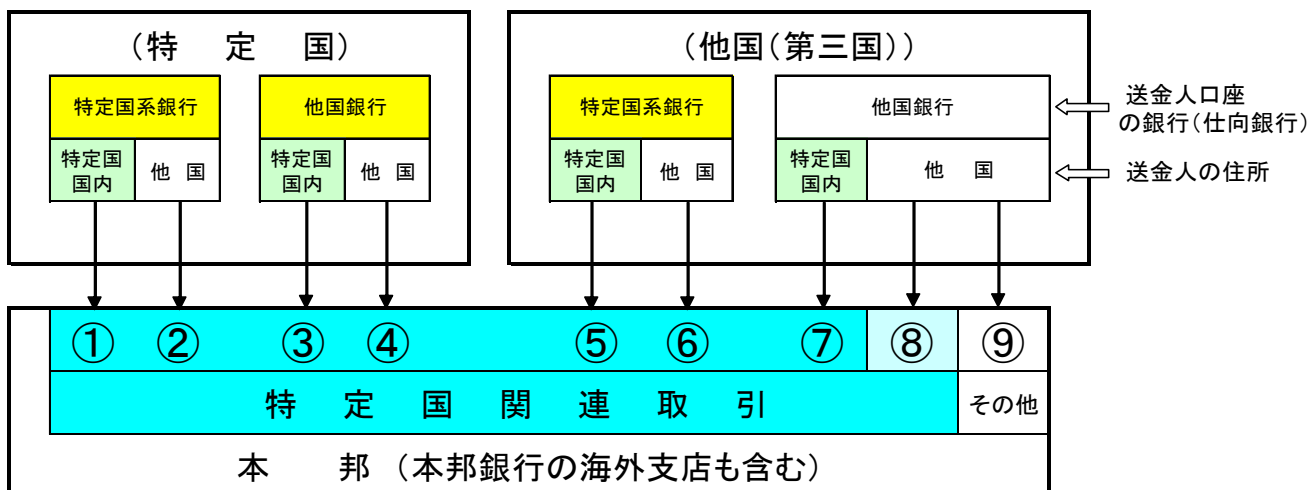 (特 定 国)
(他国(第三国))
特定国系銀行
他国銀行
特定国系銀行
他国銀行
送金人口座
の銀行(仕向銀行)
特定国
国内
他 国
特定国
国内
他 国
特定国
国内
他 国
特定国
国内
他 国
送金人の住所
① ② ③ ④ ⑤ ⑥ ⑦ ⑧ ⑨
特 定 国 関 連 取 引
その他
本 邦 (本邦銀行の海外支店も含む)